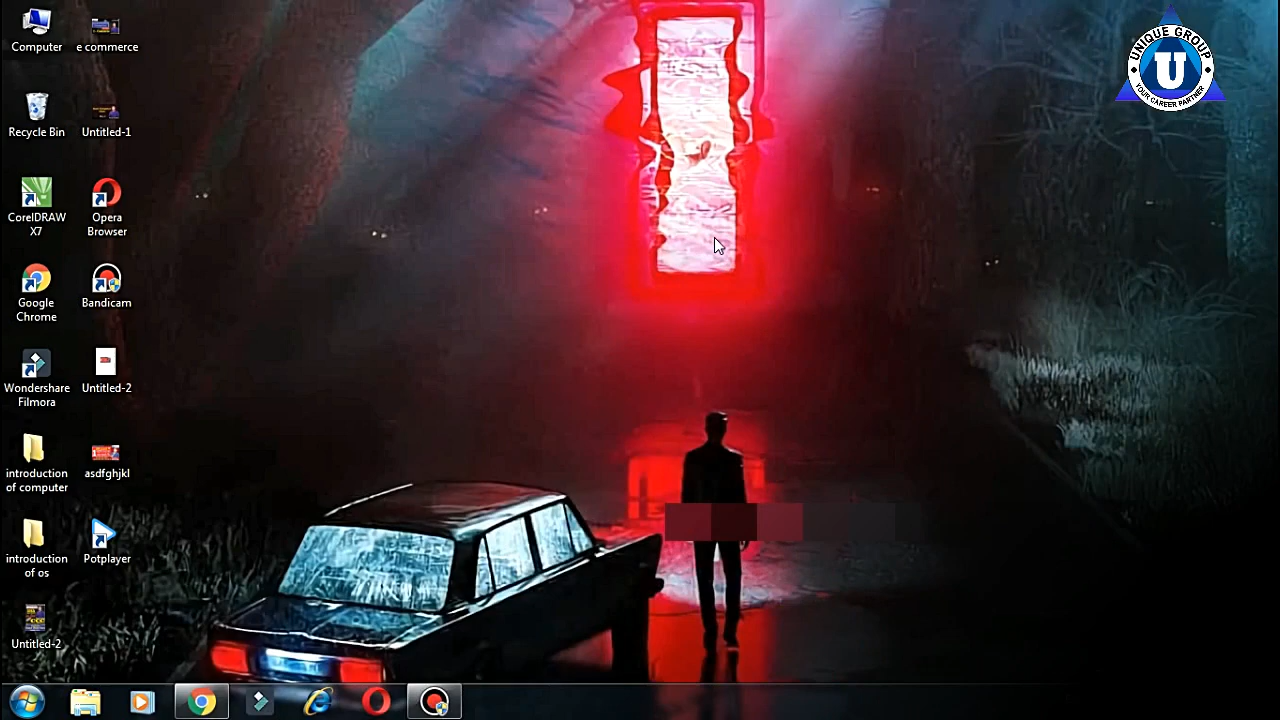 Computer
e commerce
Recycle Bin
Untitled-1
CorelDRAW
X7
Opera
Browser
Google
Chrome
Bandicam
Wondershare
Filmora
Untitled-2
introduction
of computer
asdfghjkl
introduction
of os
Potplayer
Untitled-2
UNIQUE GROUP
U
YOUR CAREER PARTNER